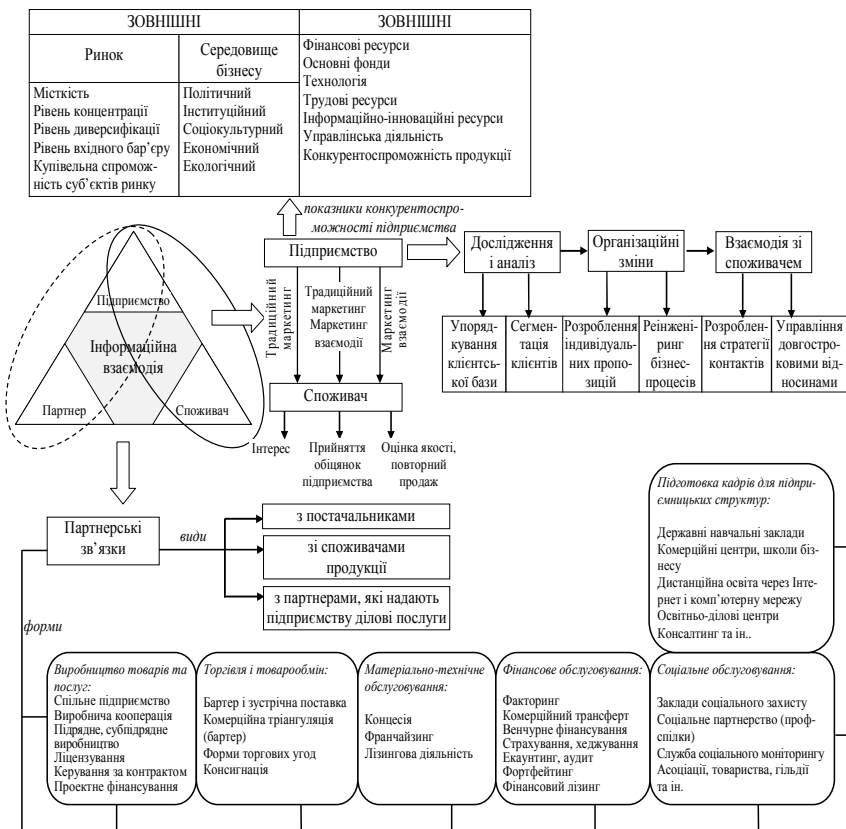 ЗОВНІШНІ
ЗОВНІШНІ
Ринок
Середовище
бізнесу
Місткість
Рівень концентрації
Рівень диверсифікації
Рівень вхідного бар’єру
Купівельна спромож-
ність суб’єктів ринку
Політичний
Інституційний
Соціокультурний
Економічний
Екологічний
Фінансові ресурси
Основні фонди
Технологія
Трудові ресурси
Інформаційно-інноваційні ресурси
Управлінська діяльність
Конкурентоспроможність продукції
показники конкурентоспро-
можності підприємства
Підприємство
Інформаційна
взаємодія
Партнер
Споживач
Підприємство
Традиційний
маркетинг
Традиційний
маркетинг
Маркетинг
взаємодії
Маркетинг
взаємодії
Споживач
Інтерес
Прийняття
обіцянок
підприємства
Оцінка якості,
повторний
продаж
Дослідження
і аналіз
Організаційні
зміни
Взаємодія зі
споживачем
Упоряд-
кування
клієнтсь-
кої бази
Сегмен-
тація
клієнтів
Розроблення
індивідуаль-
них пропо-
зицій
Реінжені-
ринг
бізнес-
процесів
Розроблен-
ня стратегії
контактів
Управління
довгостро-
ковими від-
носинами
Партнерські
зв’язки
види
з постачальниками
зі споживачами
продукції
з партнерами, які надають
підприємству ділові послуги
форми
Підготовка кадрів для підпри-
ємницьких структур:
Державні навчальні заклади
Комерційні центри, школи біз-
несу
Дистанційна освіта через Інте-
рнет і комп’ютерну мережу
Освітньо-ділові центри
Консалтинг та ін..
Виробництво товарів та
послуг:
Спільне підприємство
Виробнича кооперація
Підрядне, субпідрядне
виробництво
Ліцензування
Керування за контрактом
Проектне фінансування
Торгівля і товарообмін:
Бартер і зустрічна поставка
Комерційна тріангуляція
(бартер)
Форми торгових угод
Консигнація
Матеріально-технічне
обслуговування:
Концесія
Франчайзинг
Лізингова діяльність
Фінансове обслуговування:
Факторинг
Комерційний трансферт
Венчурне фінансування
Страхування, хеджування
Екаунтинг, аудит
Фортфейтинг
Фінансовий лізинг
Соціальне обслуговування:
Заклади соціального захисту
Соціальне партнерство (проф-
спілки)
Служба соціального моніторингу
Асоціації, товариства, гільдії
та ін.